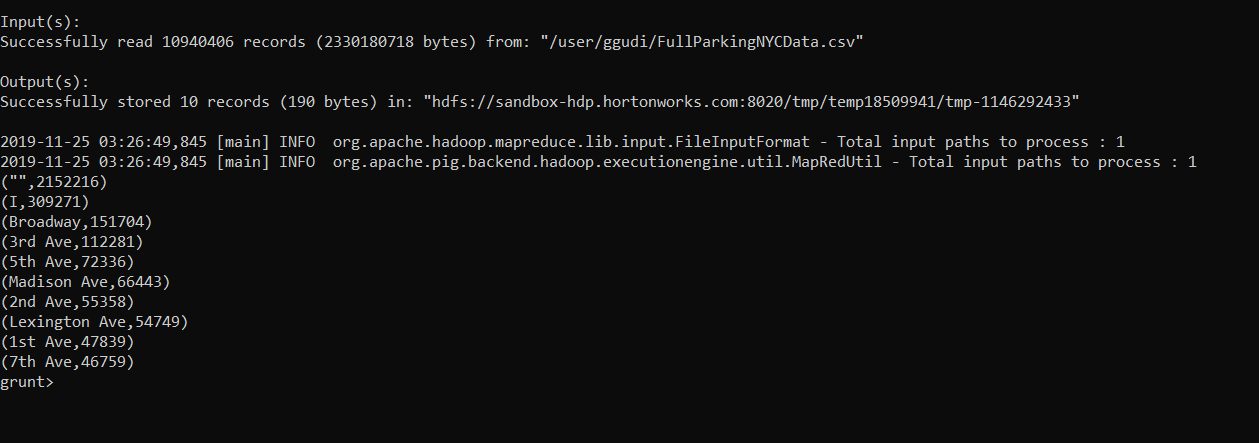 Input(s):
Successfully read 10940406 records (2330180718 bytes) from: "/user/ggudi/FullParkingNYCData.csv"
Output(s):
Successfully stored 10 records (190 bytes) in: "hdfs://sandbox-hdp.hortonworks.com:8020/tmp/temp18509941/tmp-1146292433"
2019-11-25 03:26:49,845 [main] INFO  org.apache.hadoop.mapreduce.lib.input.FileInputFormat - Total input paths to process : 1
2019-11-25 03:26:49,845 [main] INFO  org.apache.pig.backend.hadoop.executionengine.util.MapRedUtil - Total input paths to process : 1
("",2152216)
(I,309271)
(Broadway,151704)
(3rd Ave,112281)
(5th Ave,72336)
(Madison Ave,66443)
(2nd Ave,55358)
(Lexington Ave,54749)
(1st Ave,47839)
(7th Ave,46759)
grunt>